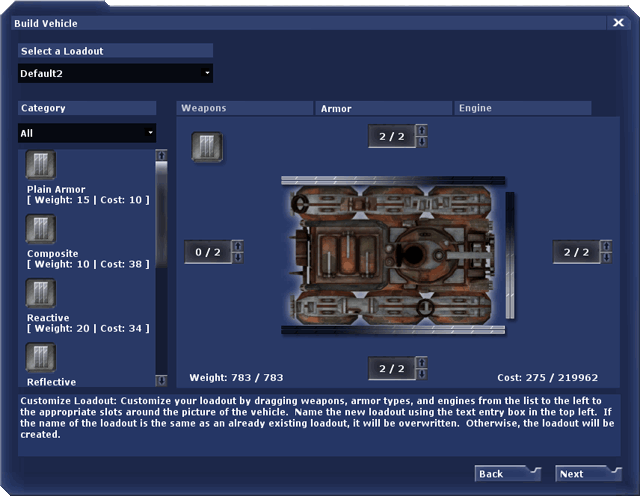 Build Vehicle
Select a Loadout
Default2
Category
All
Plain Armor
[ Weight: 15 | Cost: 10 ]
Composite
[ Weight: 10 | Cost: 38 ]
Reactive
[ Weight: 20 | Cost: 34 ]
Reflective
Weapons Armor Engine
2 / 2
0 / 2
2 / 2
2 / 2
Weight: 783 / 783
Cost: 275 / 219962
Customize Loadout: Customize your loadout by dragging weapons, armor types, and engines from the list to the left to
the appropriate slots around the picture of the vehicle. Name the new loadout using the text entry box in the top left. If
the name of the loadout is the same as an already existing loadout, it will be overwritten. Otherwise, the loadout will be
created.
Back
Next